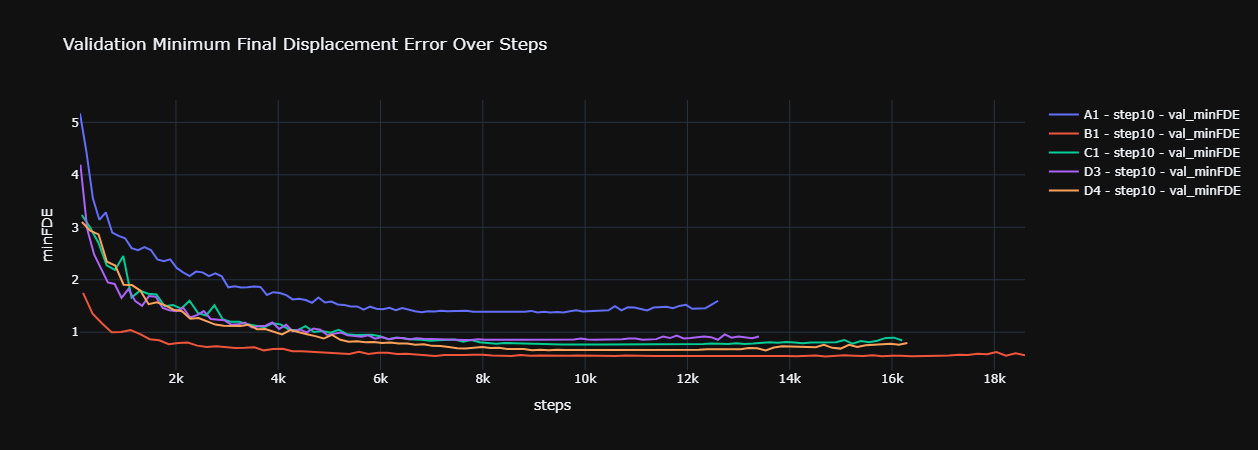 Validation Minimum Final Displacement Error Over Steps
minFDE
5
4
3
2
1
2k 4k 6k 8k 10k 12k 14k 16k 18k
steps
A1 - step10 - val_minFDE
B1 - step10 - val_minFDE
C1 - step10 - val_minFDE
D3 - step10 - val_minFDE
D4 - step10 - val_minFDE